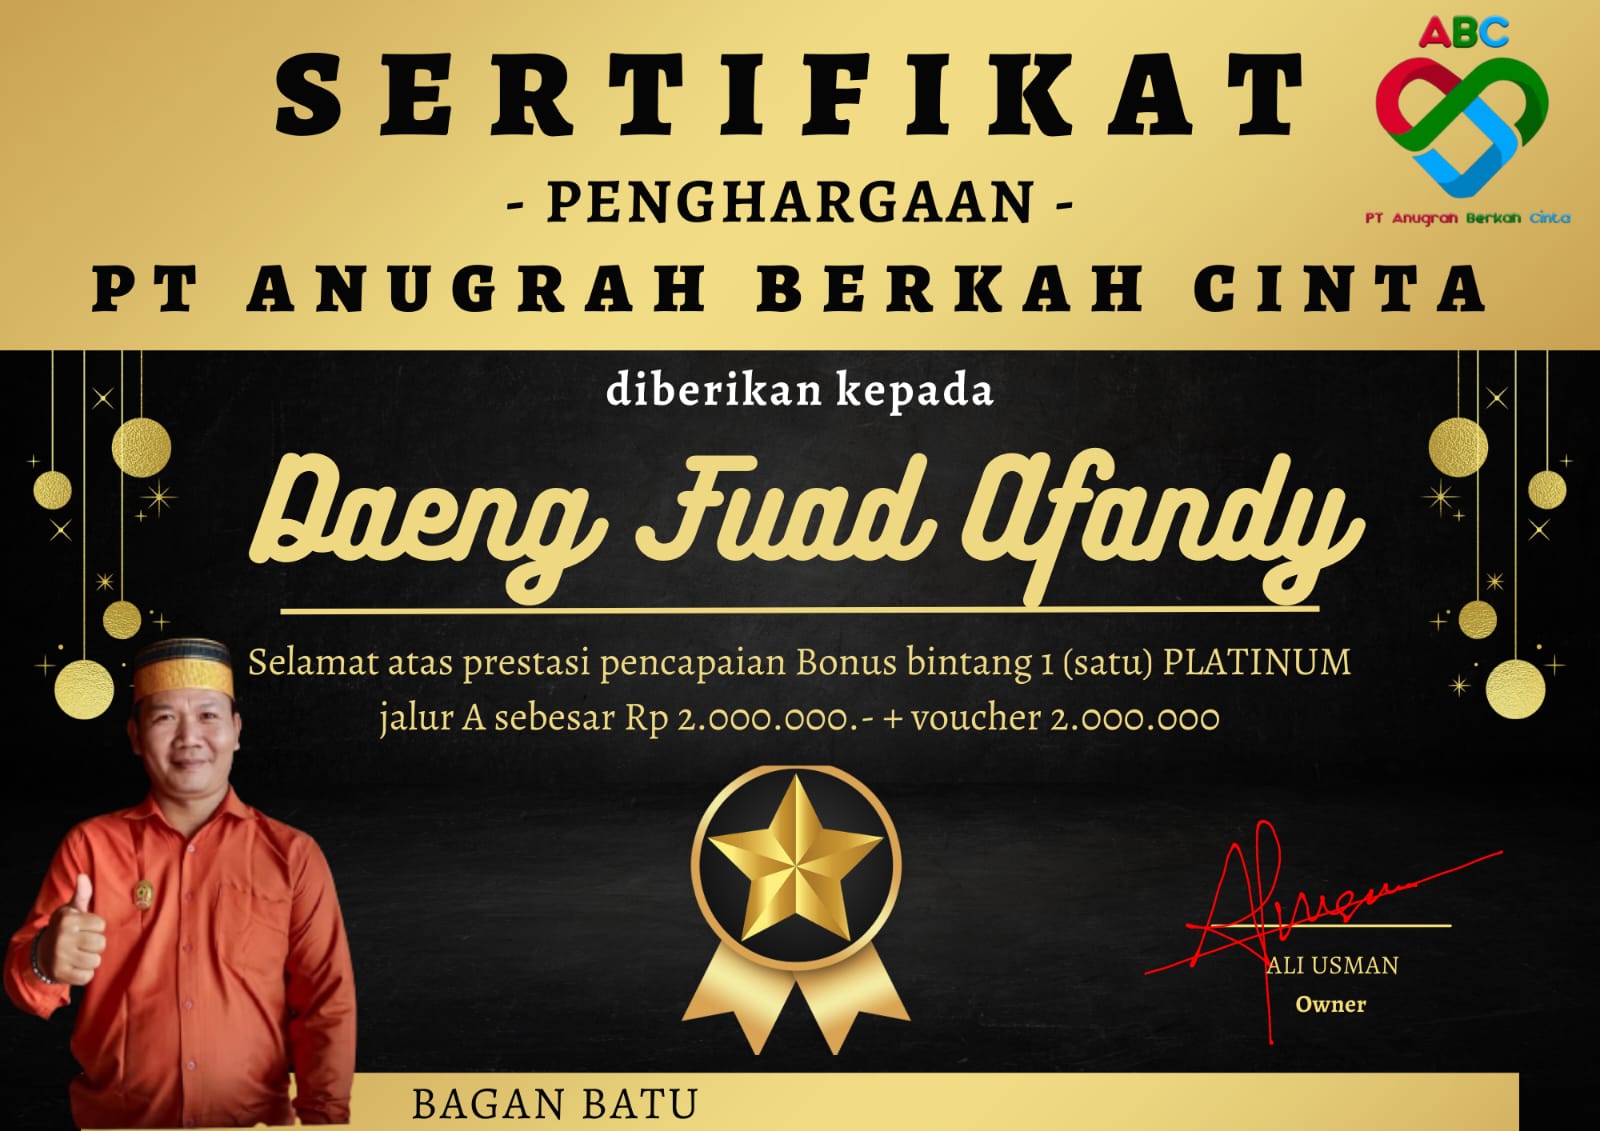 SERTIFIKAT
ABC
- PENGHARGAAN -
PT Anugrah Berkah Cinta
PT ANUGRAH BERKAH CINTA
diberikan kepada
Daeng Fuad Afandy
Selamat atas prestasi pencapaian Bonus bintang 1 (satu) PLATINUM
jalur A sebesar Rp 2.000.000.- + voucher 2.000.000
ALI USMAN
Owner
BAGAN BATU